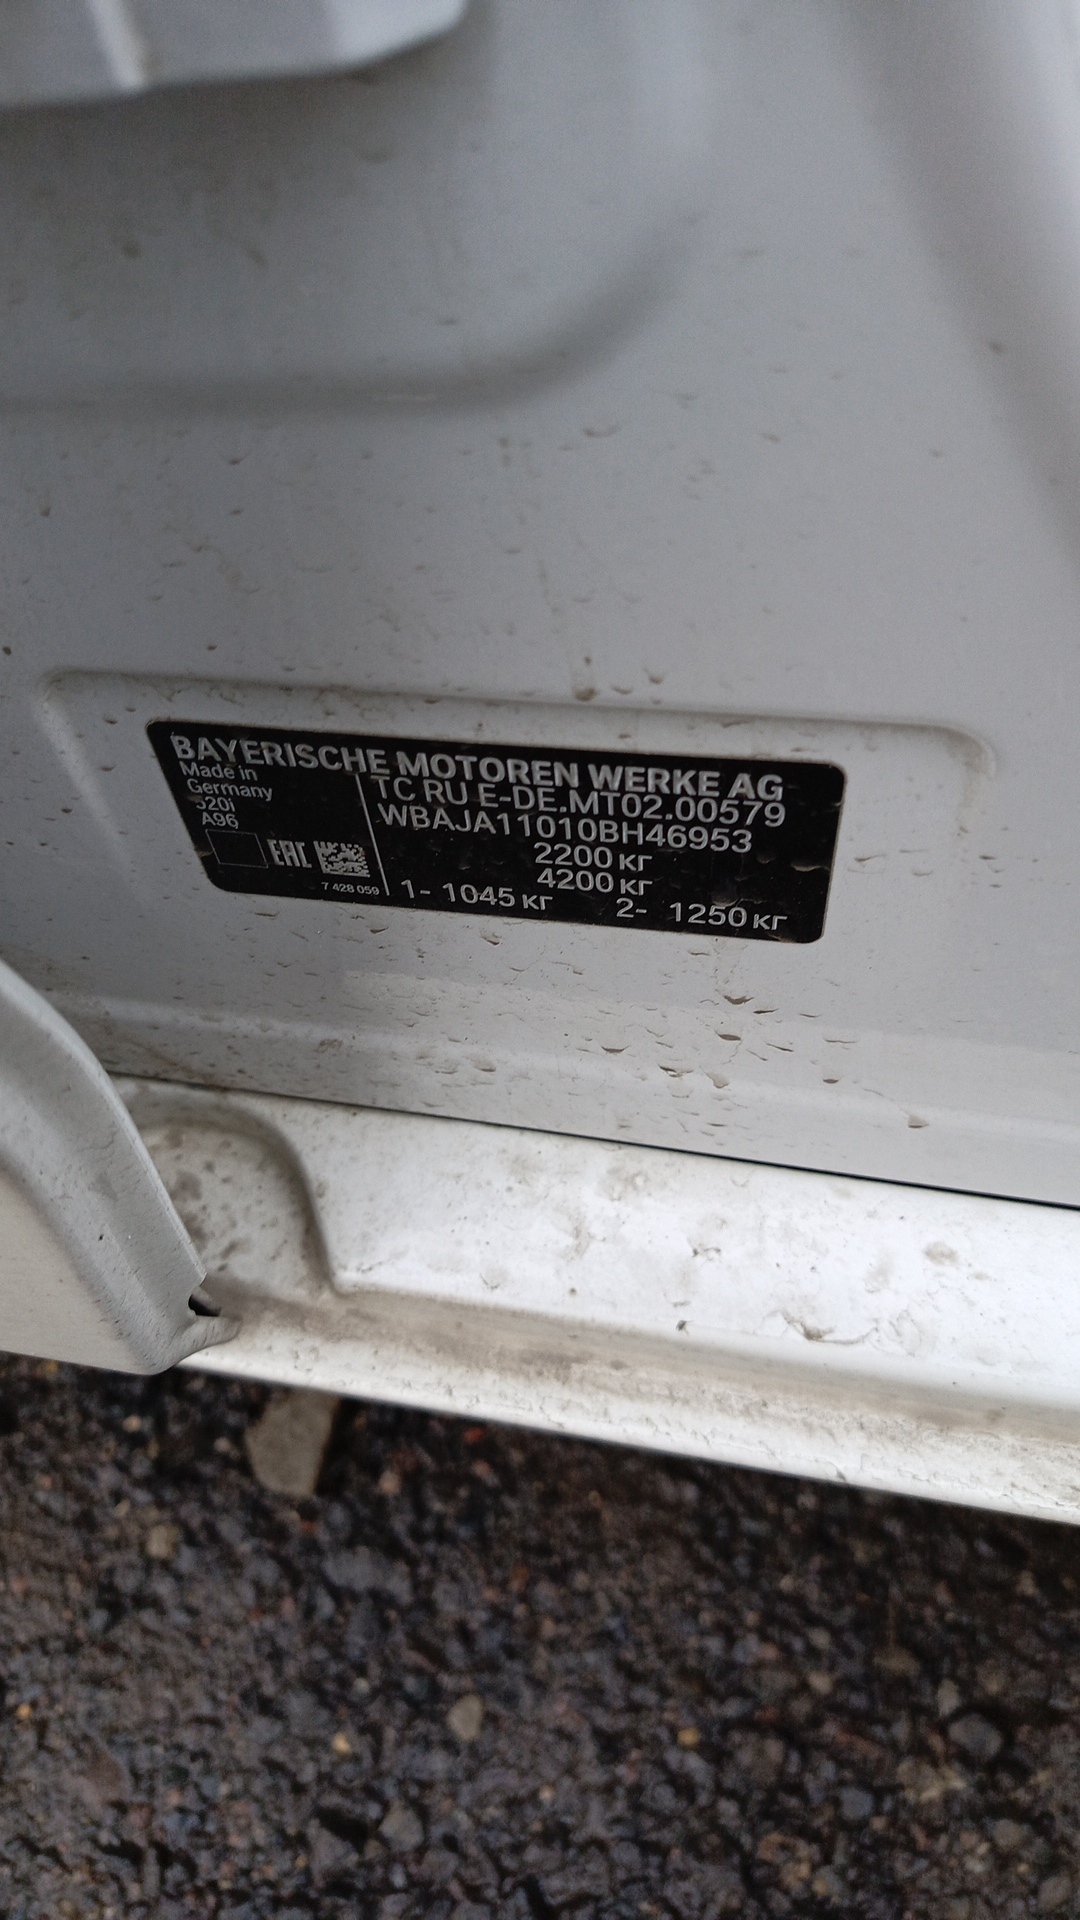 BAYERISCHE MOTOREN WERKE AG
Made in
Germany
520i
A96
EAC
7 428 059
TC RU E-DE.MT02.00579
WBAJA11010BH46953
2200 кг
4200 кг
1- 1045 кг 2- 1250 кг